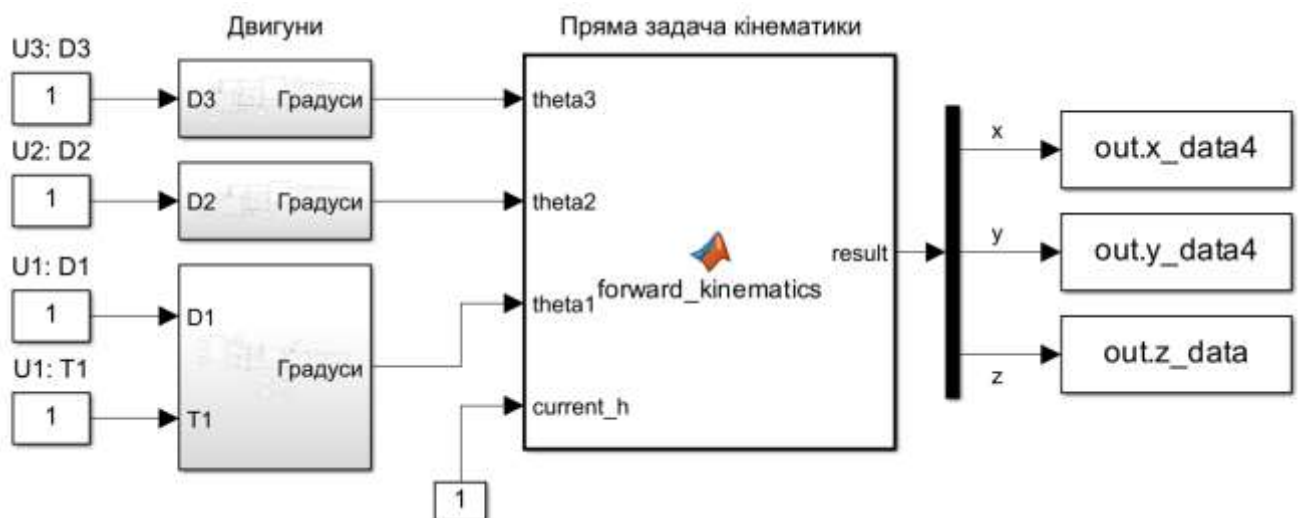 Двигуни
Пряма задача кінематики
U3: D3
1
D3
Градуси
theta3
U2: D2
1
D2
Градуси
theta2
U1: D1
1
D1
U1: T1
1
T1
Градуси
theta1
current_h
1
forward_kinematics
result
x
out.x_data4
y
out.y_data4
z
out.z_data